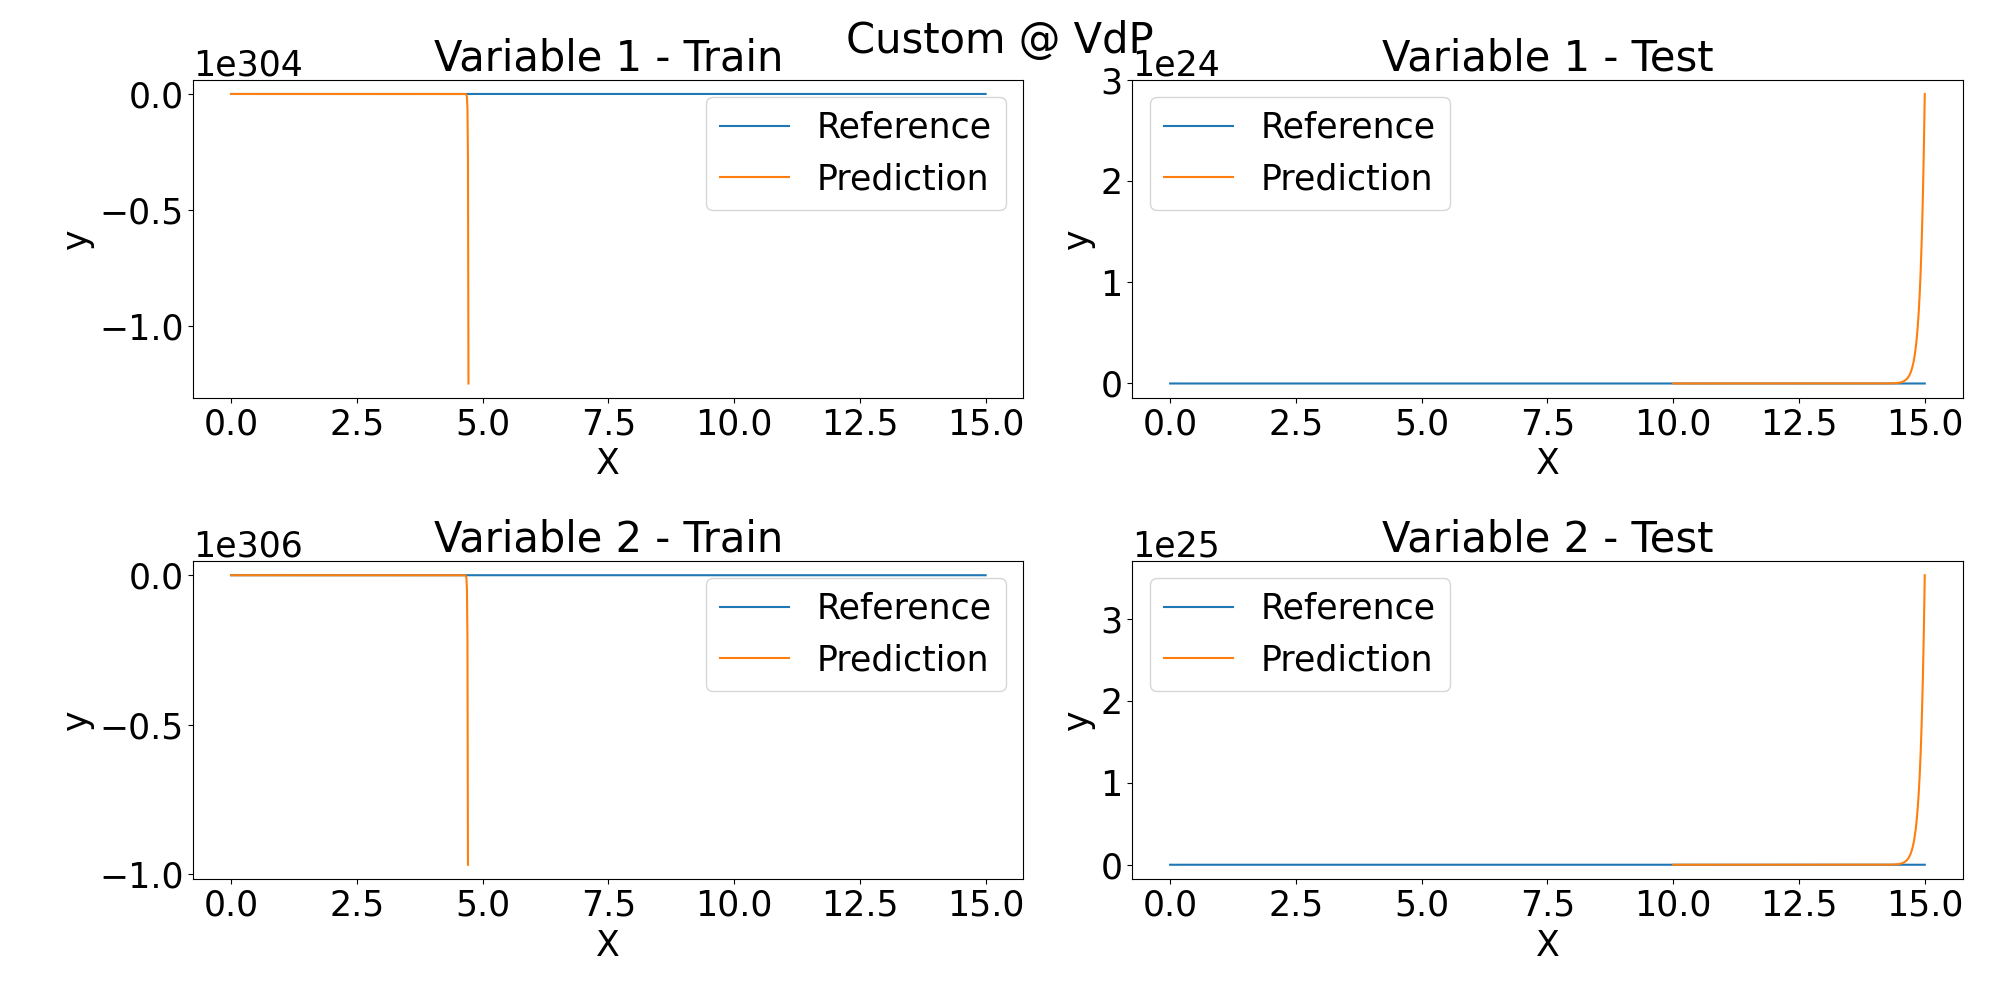 Custom @ VdP
Variable 1 - Train
1e304
0.0
−0.5
−1.0
y
Reference
Prediction
0.0 2.5 5.0 7.5 10.0 12.5 15.0
X
Variable 1 - Test
1e24
3
2
1
0
y
Reference
Prediction
0.0 2.5 5.0 7.5 10.0 12.5 15.0
X
Variable 2 - Train
1e306
0.0
−0.5
−1.0
y
Reference
Prediction
0.0 2.5 5.0 7.5 10.0 12.5 15.0
X
Variable 2 - Test
1e25
3
2
1
0
y
Reference
Prediction
0.0 2.5 5.0 7.5 10.0 12.5 15.0
X